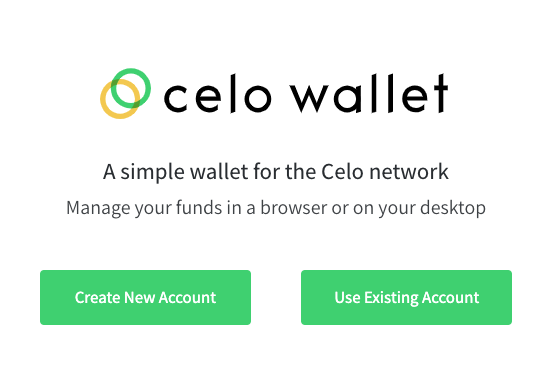 celo wallet
A simple wallet for the Celo network
Manage your funds in a browser or on your desktop
Create New Account
Use Existing Account